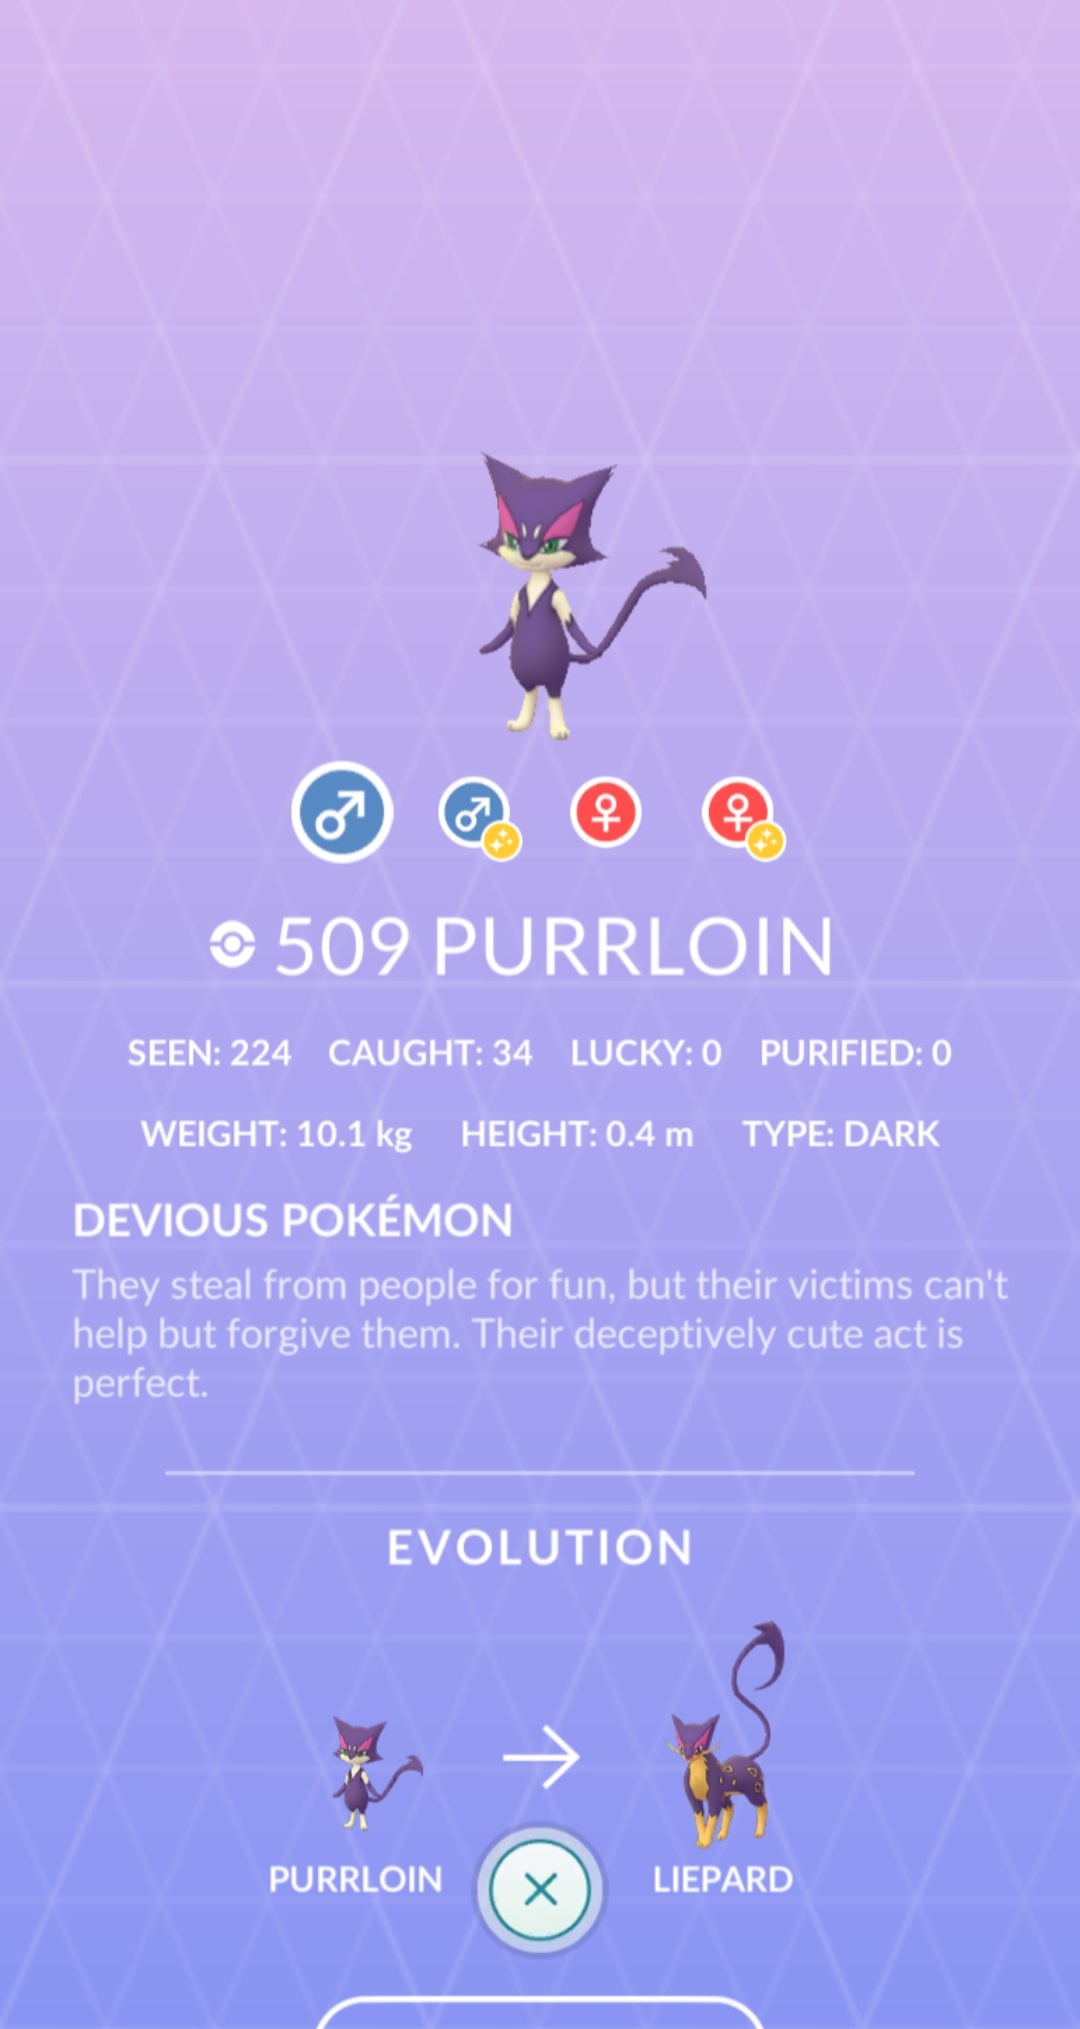 509 PURRLOIN
SEEN: 224 CAUGHT: 34 LUCKY: 0 PURIFIED: 0
WEIGHT: 10.1 kg HEIGHT: 0.4 m TYPE: DARK
DEVIOUS POKÉMON
They steal from people for fun, but their victims can't
help but forgive them. Their deceptively cute act is
perfect.
EVOLUTION
PURRLOIN LIEPARD